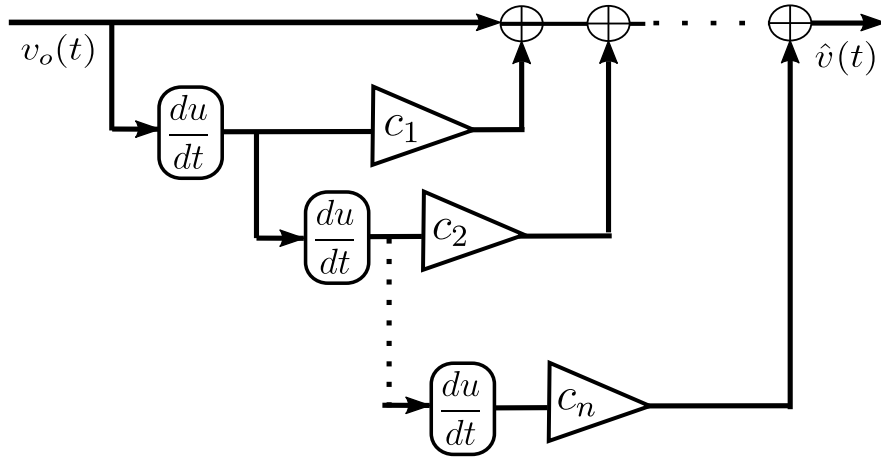 v_o(t)
v̂(t)
du
dt
c_1
du
dt
c_2
du
dt
c_n